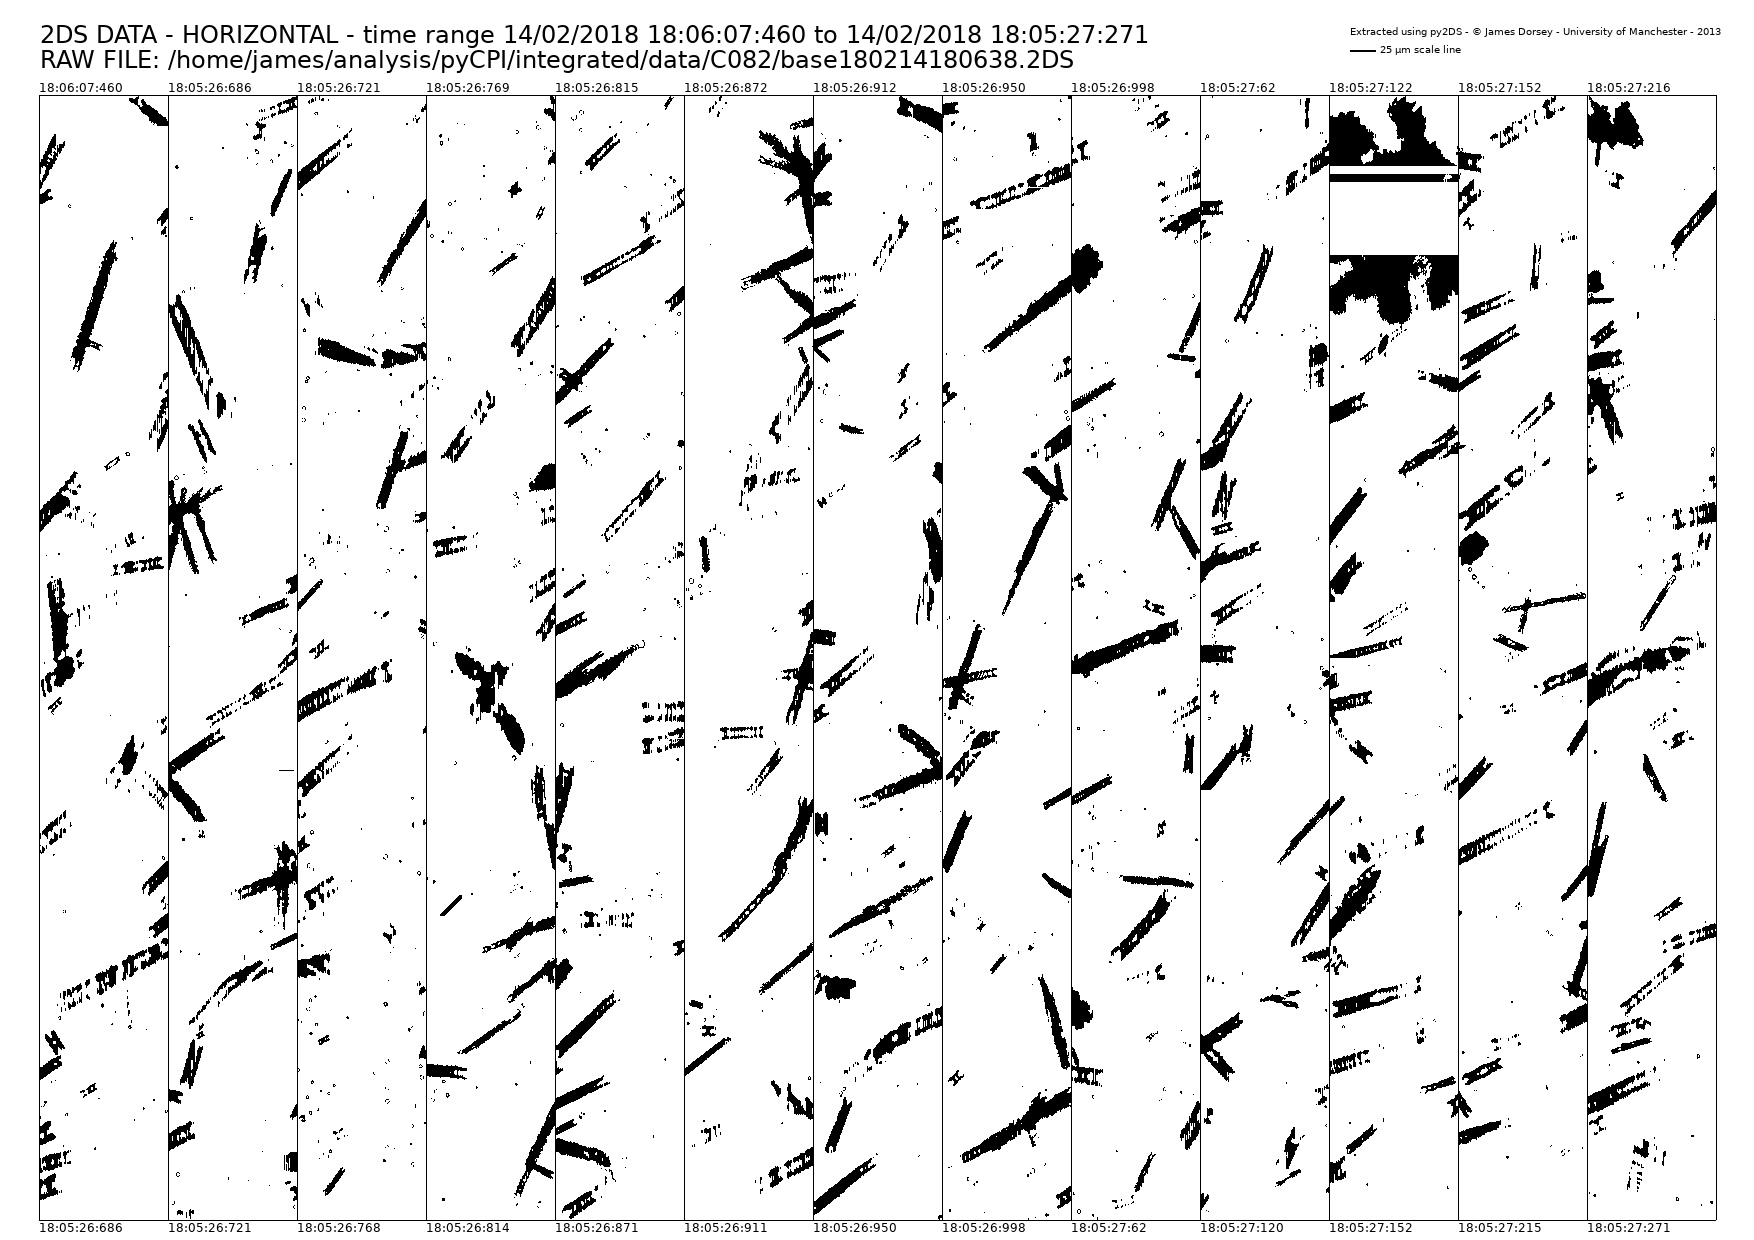 2DS DATA - HORIZONTAL - time range 14/02/2018 18:06:07:460 to 14/02/2018 18:05:27:271
RAW FILE: /home/james/analysis/pyCPI/integrated/data/C082/base180214180638.2DS
Extracted using py2DS - © James Dorsey - University of Manchester - 2013
25 µm scale line
18:06:07:460 18:05:26:686 18:05:26:721 18:05:26:769 18:05:26:815 18:05:26:872 18:05:26:912 18:05:26:950 18:05:26:998 18:05:27:62 18:05:27:122 18:05:27:152 18:05:27:216
18:05:26:686 18:05:26:721 18:05:26:768 18:05:26:814 18:05:26:871 18:05:26:911 18:05:26:950 18:05:26:998 18:05:27:62 18:05:27:120 18:05:27:152 18:05:27:215 18:05:27:271